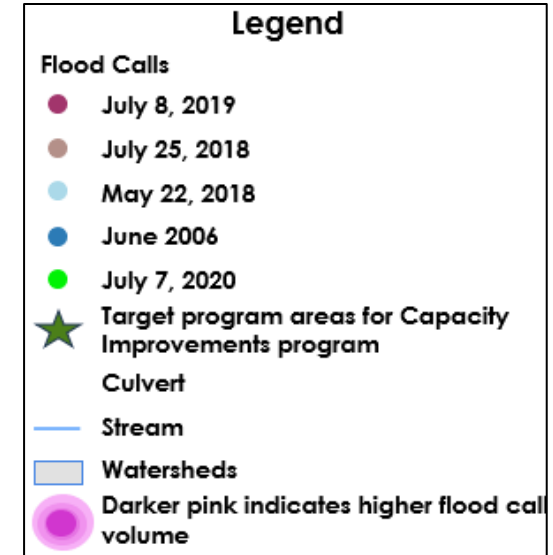 Legend
Flood Calls
July 8, 2019
July 25, 2018
May 22, 2018
June 2006
July 7, 2020
Target program areas for Capacity
Improvements program
Culvert
Stream
Watersheds
Darker pink indicates higher flood call
volume